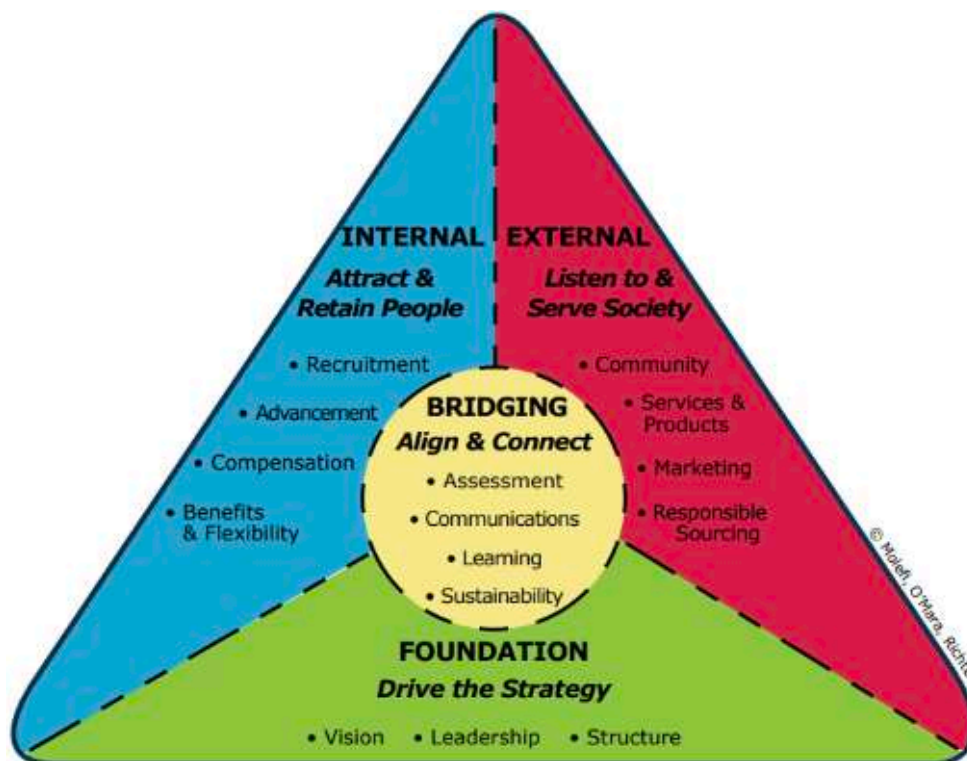 INTERNAL
Attract &
Retain People
• Recruitment
• Advancement
• Compensation
• Benefits
& Flexibility
EXTERNAL
Listen to &
Serve Society
• Community
• Services &
Products
• Marketing
• Responsible
Sourcing
BRIDGING
Align & Connect
• Assessment
• Communications
• Learning
• Sustainability
FOUNDATION
Drive the Strategy
• Vision • Leadership • Structure
© Molefi, O'Mara,